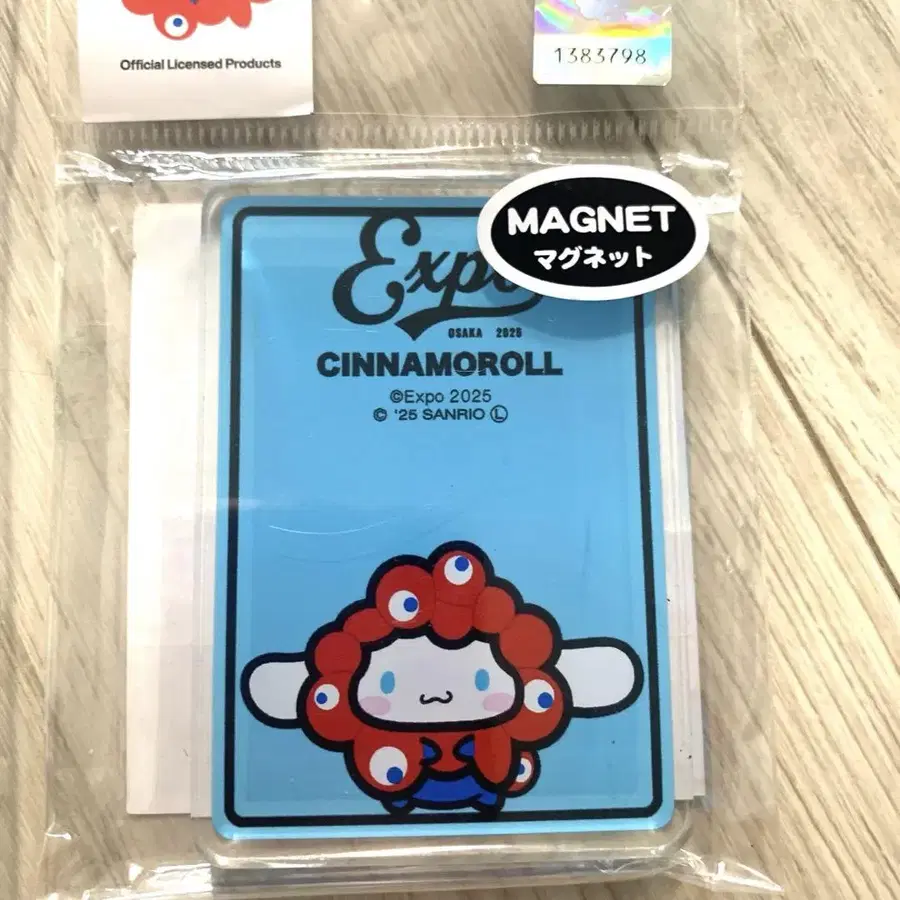 Official Licensed Products
1383798
MAGNET
マグネット
Expo
OSAKA 2025
CINNAMOROLL
©Expo 2025
© '25 SANRIO Ⓛ